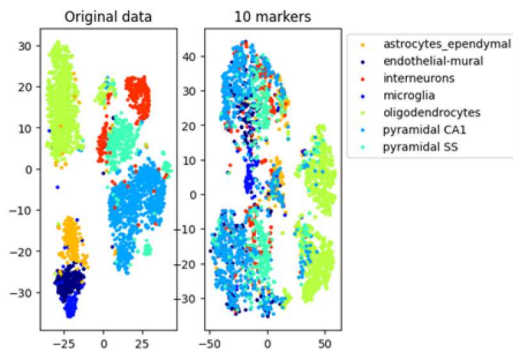 Original data
10 markers
30
20
10
0
−10
−20
−30
−25
0
25
40
30
20
10
0
−10
−20
−30
−50
0
50
astrocytes_ependymal
endothelial-mural
interneurons
microglia
oligodendrocytes
pyramidal CA1
pyramidal SS